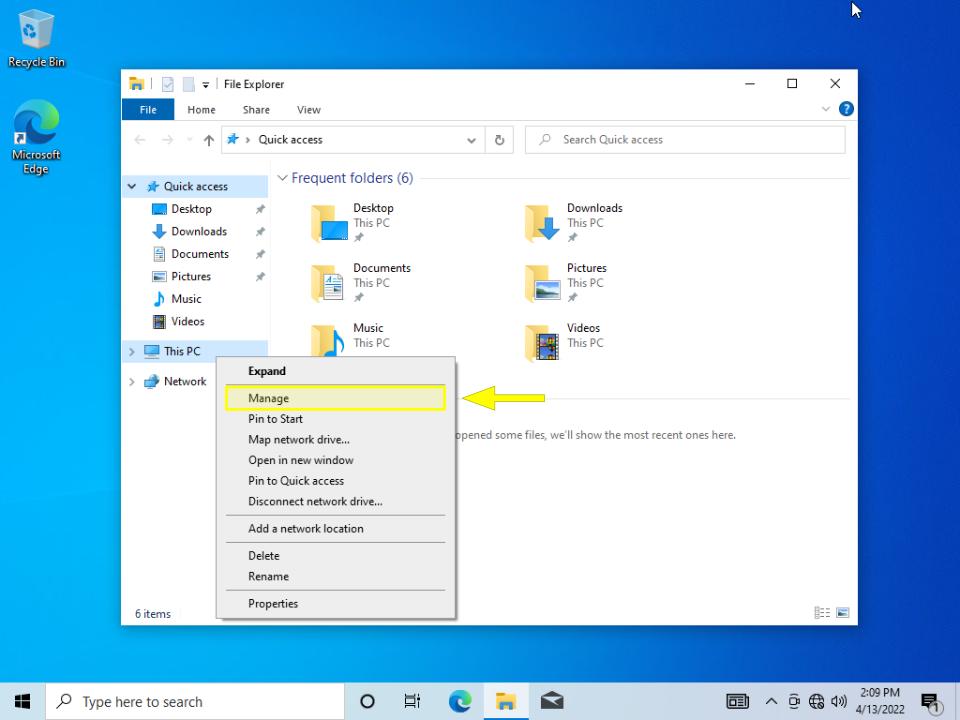 Recycle Bin
Microsoft
Edge
File Explorer
File
Home
Share
View
Quick access
Search Quick access
Quick access
Desktop
Downloads
Documents
Pictures
Music
Videos
This PC
Network
Frequent folders (6)
Desktop
This PC
Downloads
This PC
Documents
This PC
Pictures
This PC
Music
This PC
Videos
This PC
opened some files, we'll show the most recent ones here.
Expand
Manage
Pin to Start
Map network drive...
Open in new window
Pin to Quick access
Disconnect network drive...
Add a network location
Delete
Rename
Properties
6 items
Type here to search
2:09 PM
4/13/2022
1